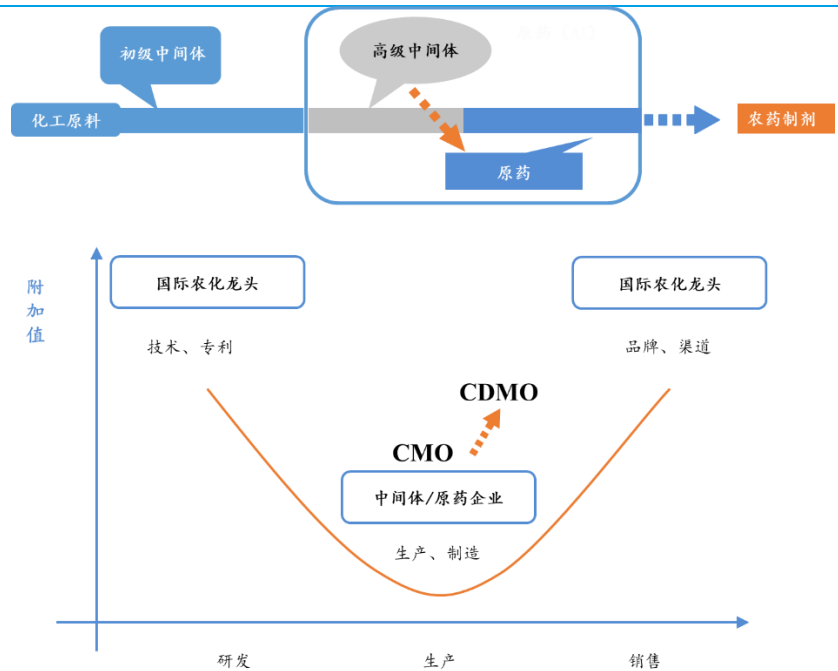 初级中间体
高级中间体
化工原料
农药制剂
原药
附加值
国际农化龙头
国际农化龙头
技术、专利
品牌、渠道
CDMO
CMO
中间体/原药企业
生产、制造
研发
生产
销售